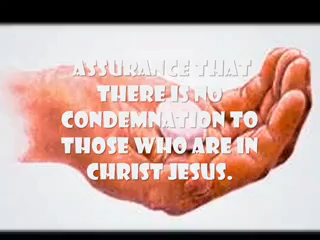 ASSURANCE THAT
THERE IS NO
CONDEMNATION TO
THOSE WHO ARE IN
CHRIST JESUS.